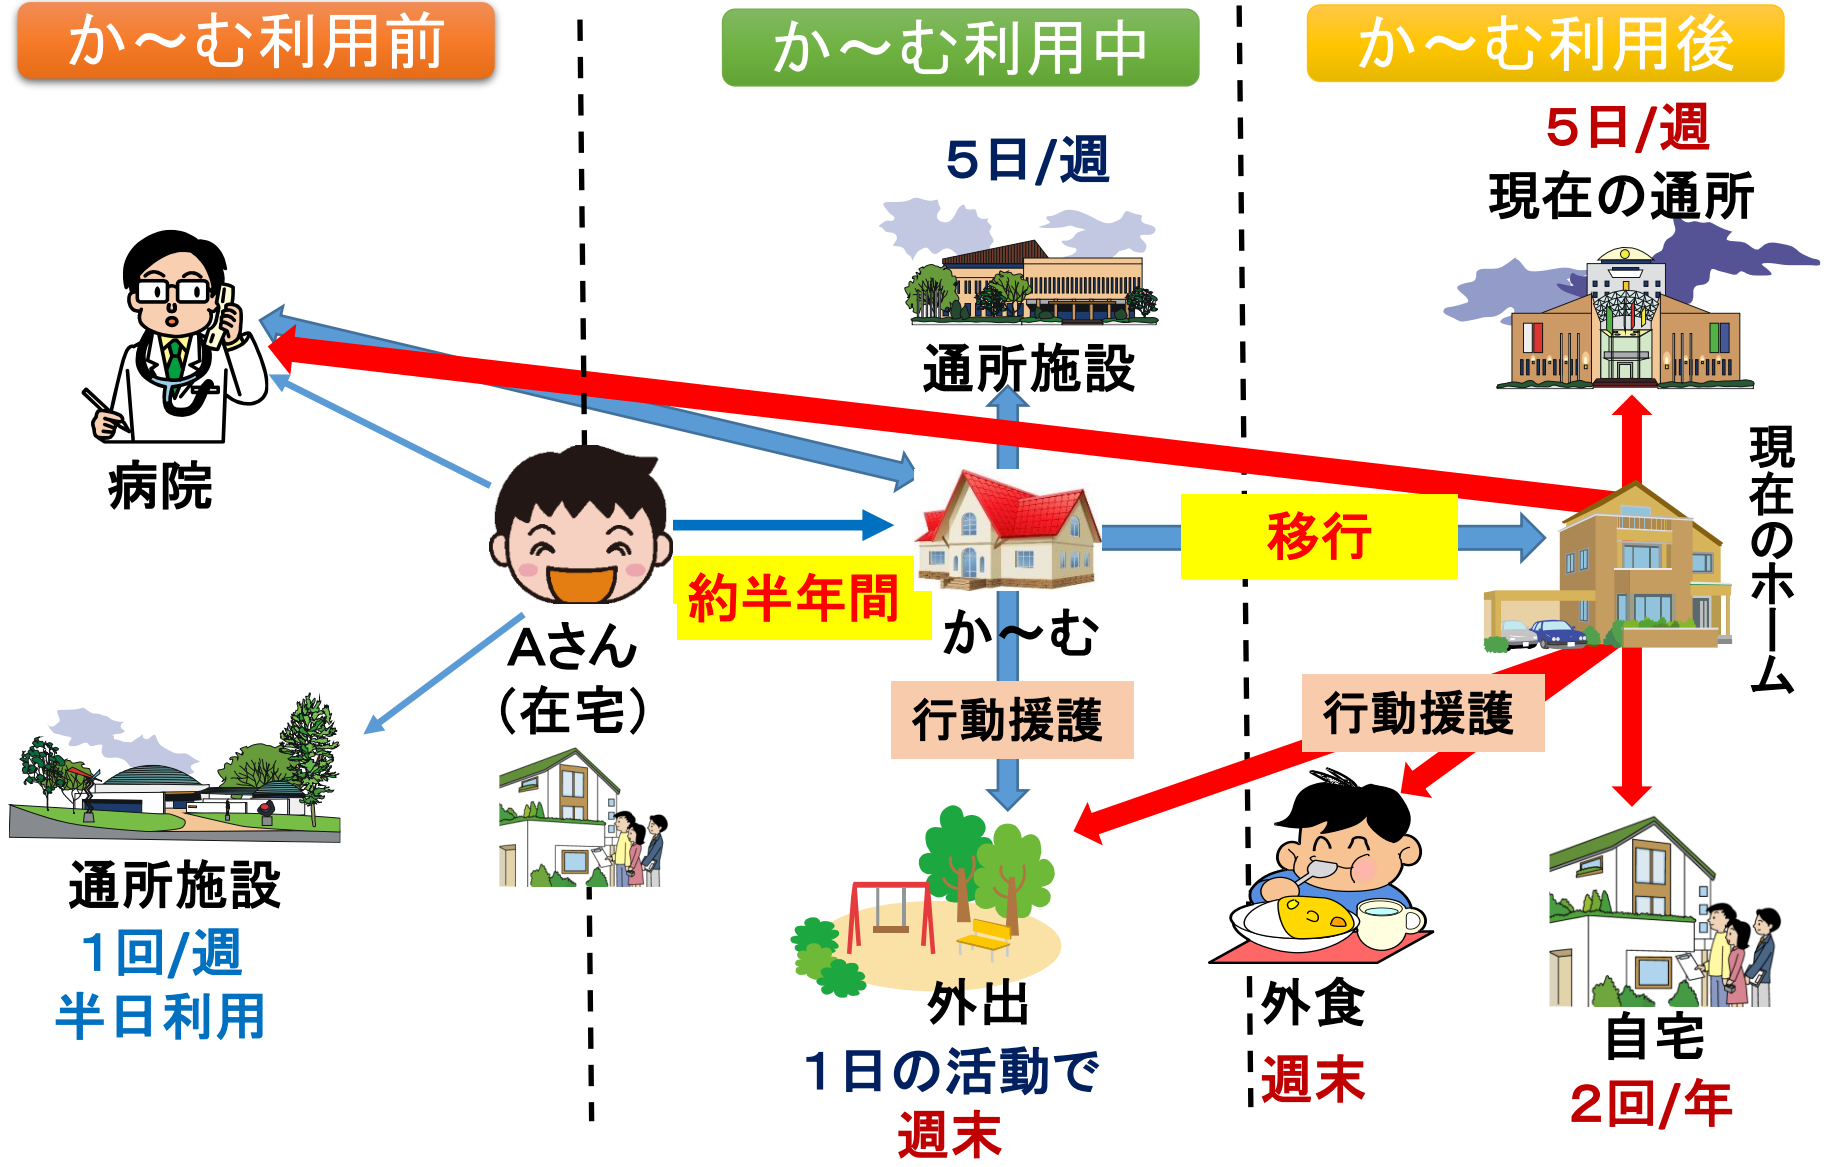 か～む利用前
か～む利用中
か～む利用後
病院
Aさん
（在宅）
通所施設
1回/週
半日利用
約半年間
5日/週
通所施設
か～む
行動援護
外出
1日の活動で
週末
移行
5日/週
現在の通所
現在のホーム
行動援護
外食
週末
自宅
2回/年